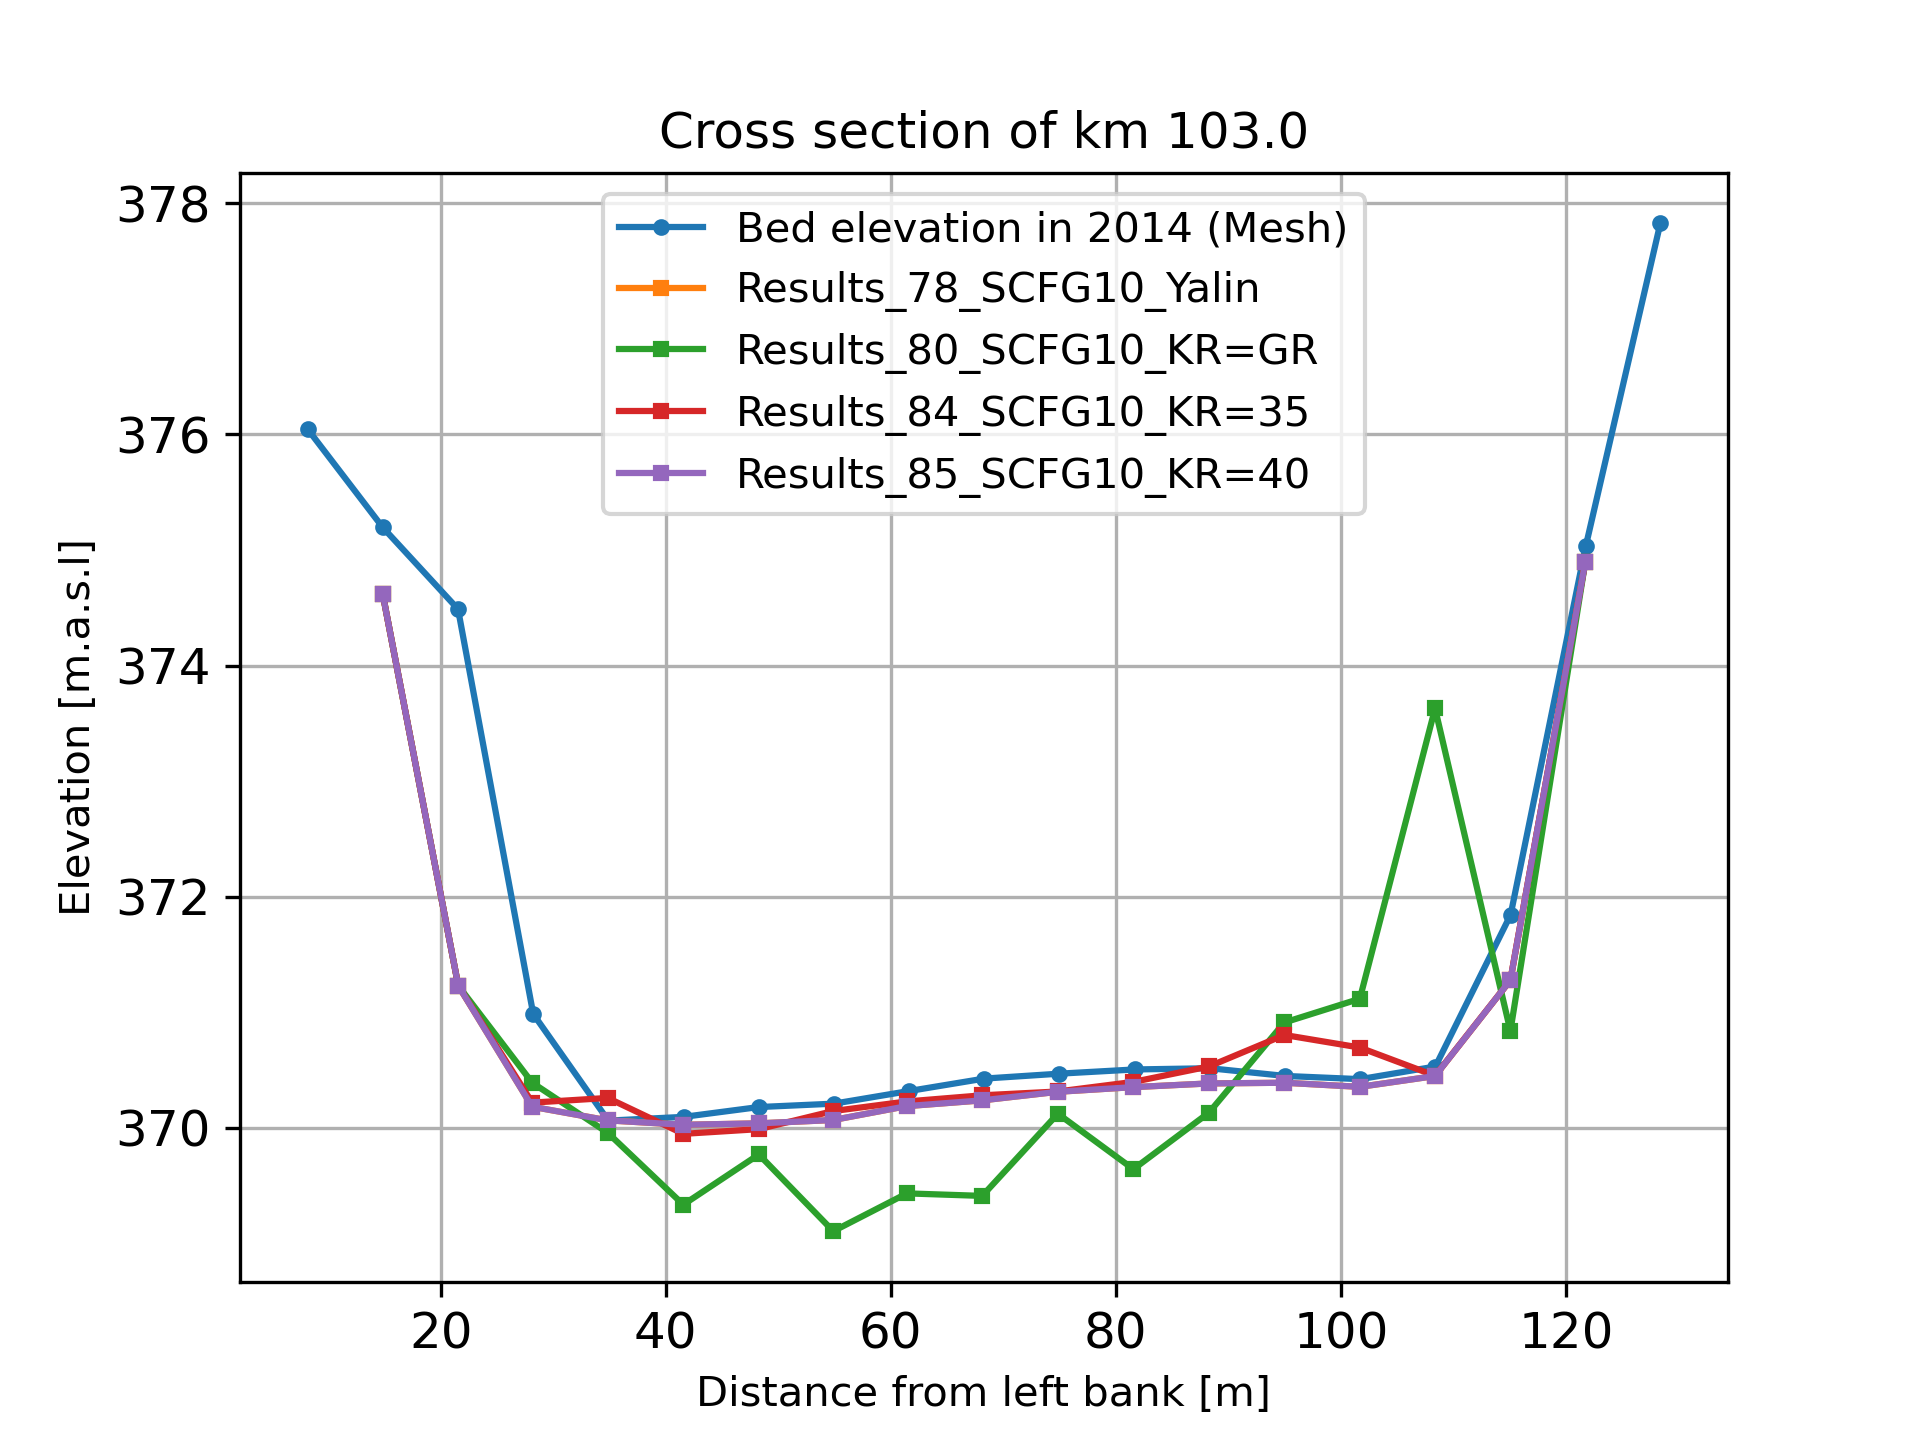 Cross section of km 103.0
378
376
374
372
370
Elevation [m.a.s.l]
Bed elevation in 2014 (Mesh)
Results_78_SCFG10_Yalin
Results_80_SCFG10_KR=GR
Results_84_SCFG10_KR=35
Results_85_SCFG10_KR=40
20 40 60 80 100 120
Distance from left bank [m]